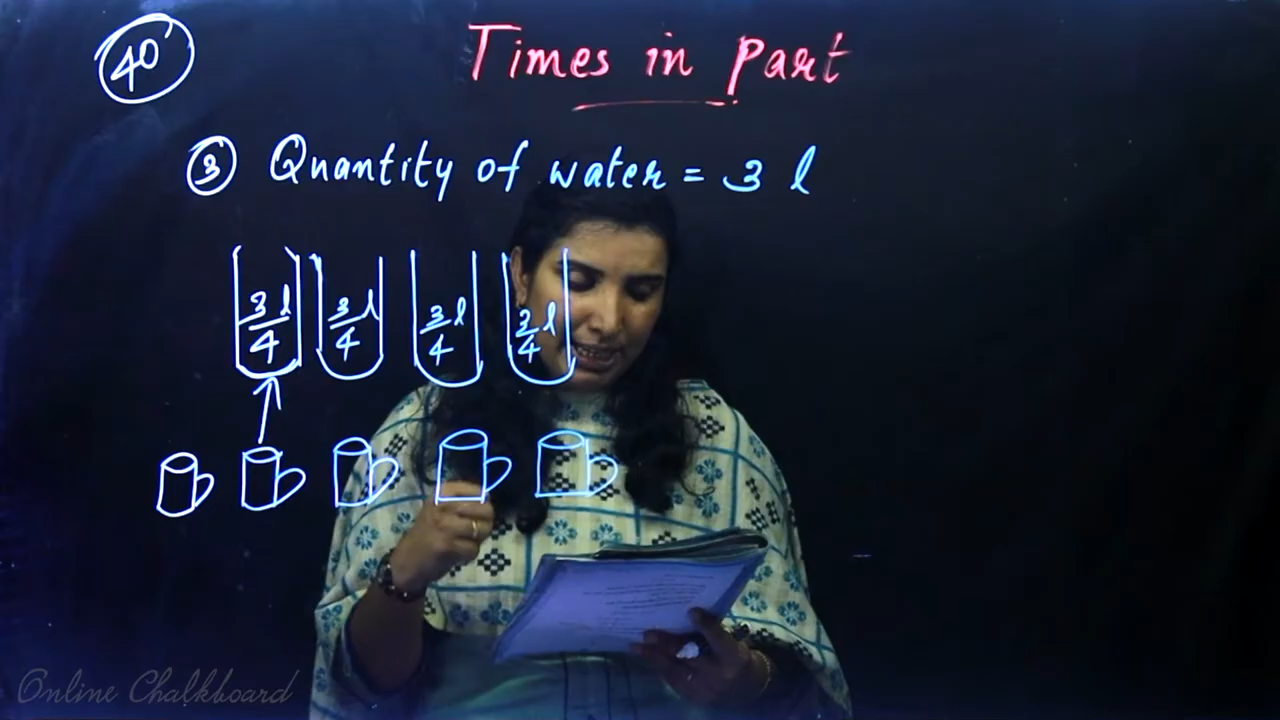 40
Times in part
3 Quantity of water = 3 l
3/4 l 3/4 l 3/4 l 3/4 l
Online Chalkboard